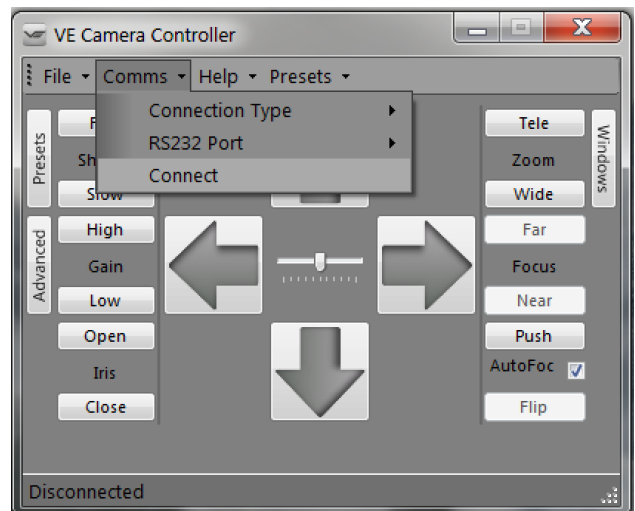 VE Camera Controller
File Comms Help Presets
Connection Type
RS232 Port
Connect
Presets
Advanced
Slow
High
Gain
Low
Open
Iris
Close
Tele
Zoom
Wide
Far
Focus
Near
Push
AutoFoc
Flip
Windows
Disconnected